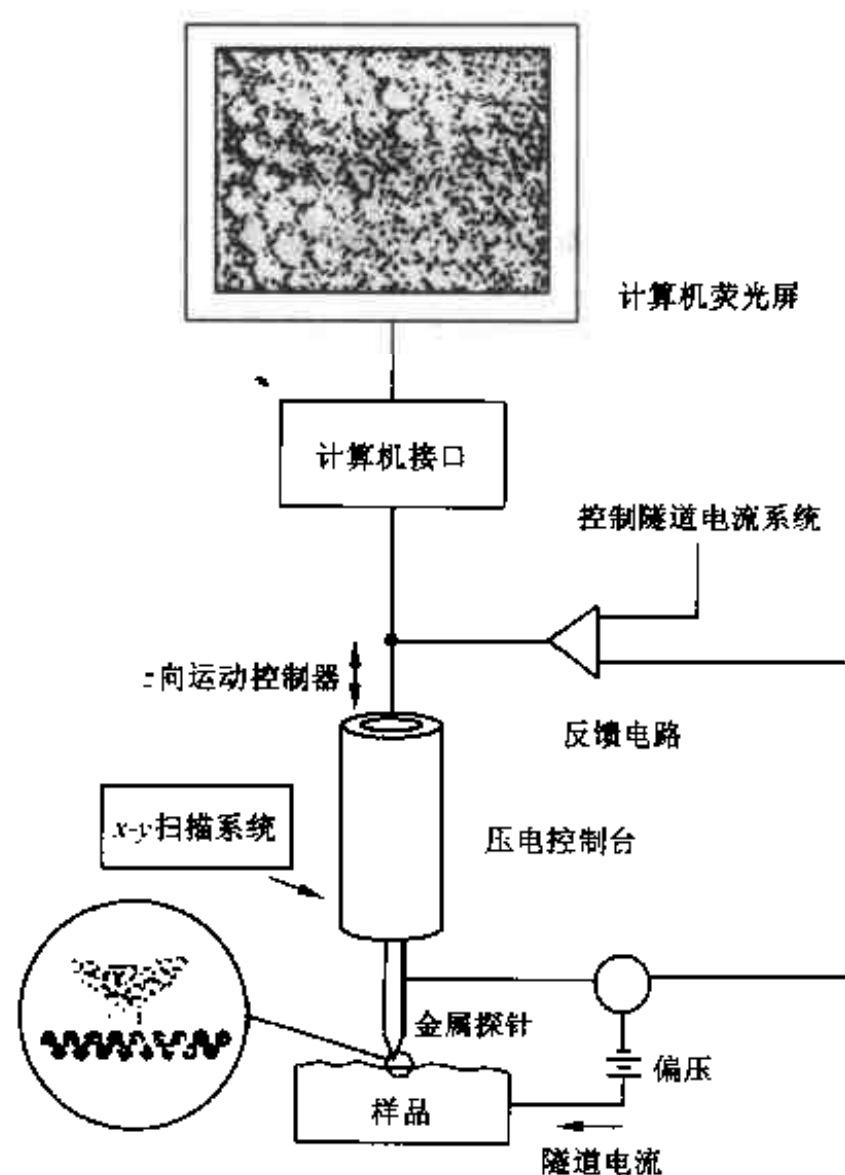 计算机荧光屏
计算机接口
控制隧道电流系统
z向运动控制器
反馈电路
x-y扫描系统
压电控制台
金属探针
偏压
样品
隧道电流